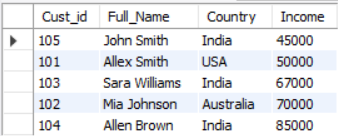 Cust_id Full_Name Country Income
105 John Smith India 45000
101 Allex Smith USA 50000
103 Sara Williams India 67000
102 Mia Johnson Australia 70000
104 Allen Brown India 85000